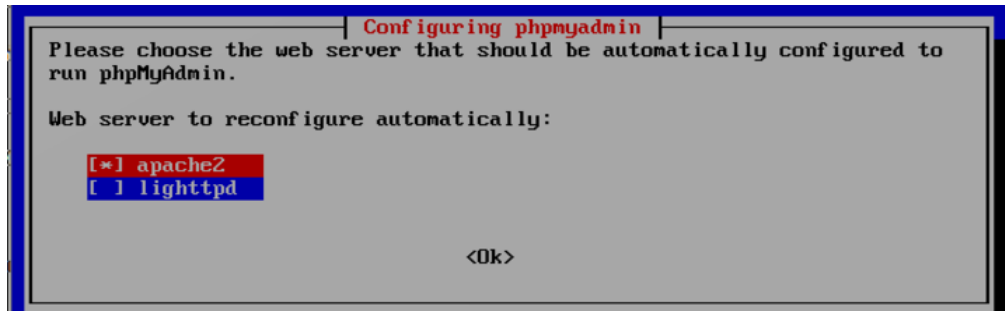 Configuring phpmyadmin
Please choose the web server that should be automatically configured to
run phpMyAdmin.
Web server to reconfigure automatically:
[*] apache2
[ ] lighttpd
<Ok>